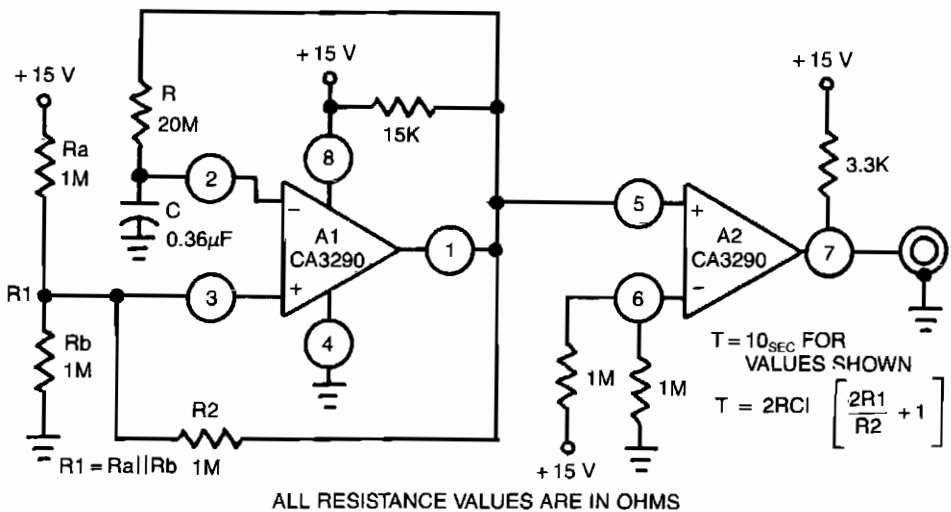 +15 V
Ra
1M
R1
Rb
1M
R1 = Ra||Rb
R
20M
C
0.36µF
2
3
R2
1M
+15 V
8
15K
−
A1
CA3290
+
1
4
5
6
+
A2
CA3290
−
7
1M
1M
+15 V
+15 V
3.3K
T = 10SEC FOR
VALUES SHOWN
T = 2RCI [2R1/R2 + 1]
ALL RESISTANCE VALUES ARE IN OHMS